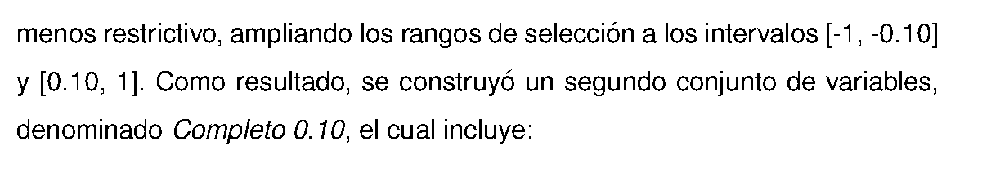 menos restrictivo, ampliando los rangos de selección a los intervalos [-1, -0.10]
y [0.10, 1]. Como resultado, se construyó un segundo conjunto de variables,
denominado Completo 0.10, el cual incluye: